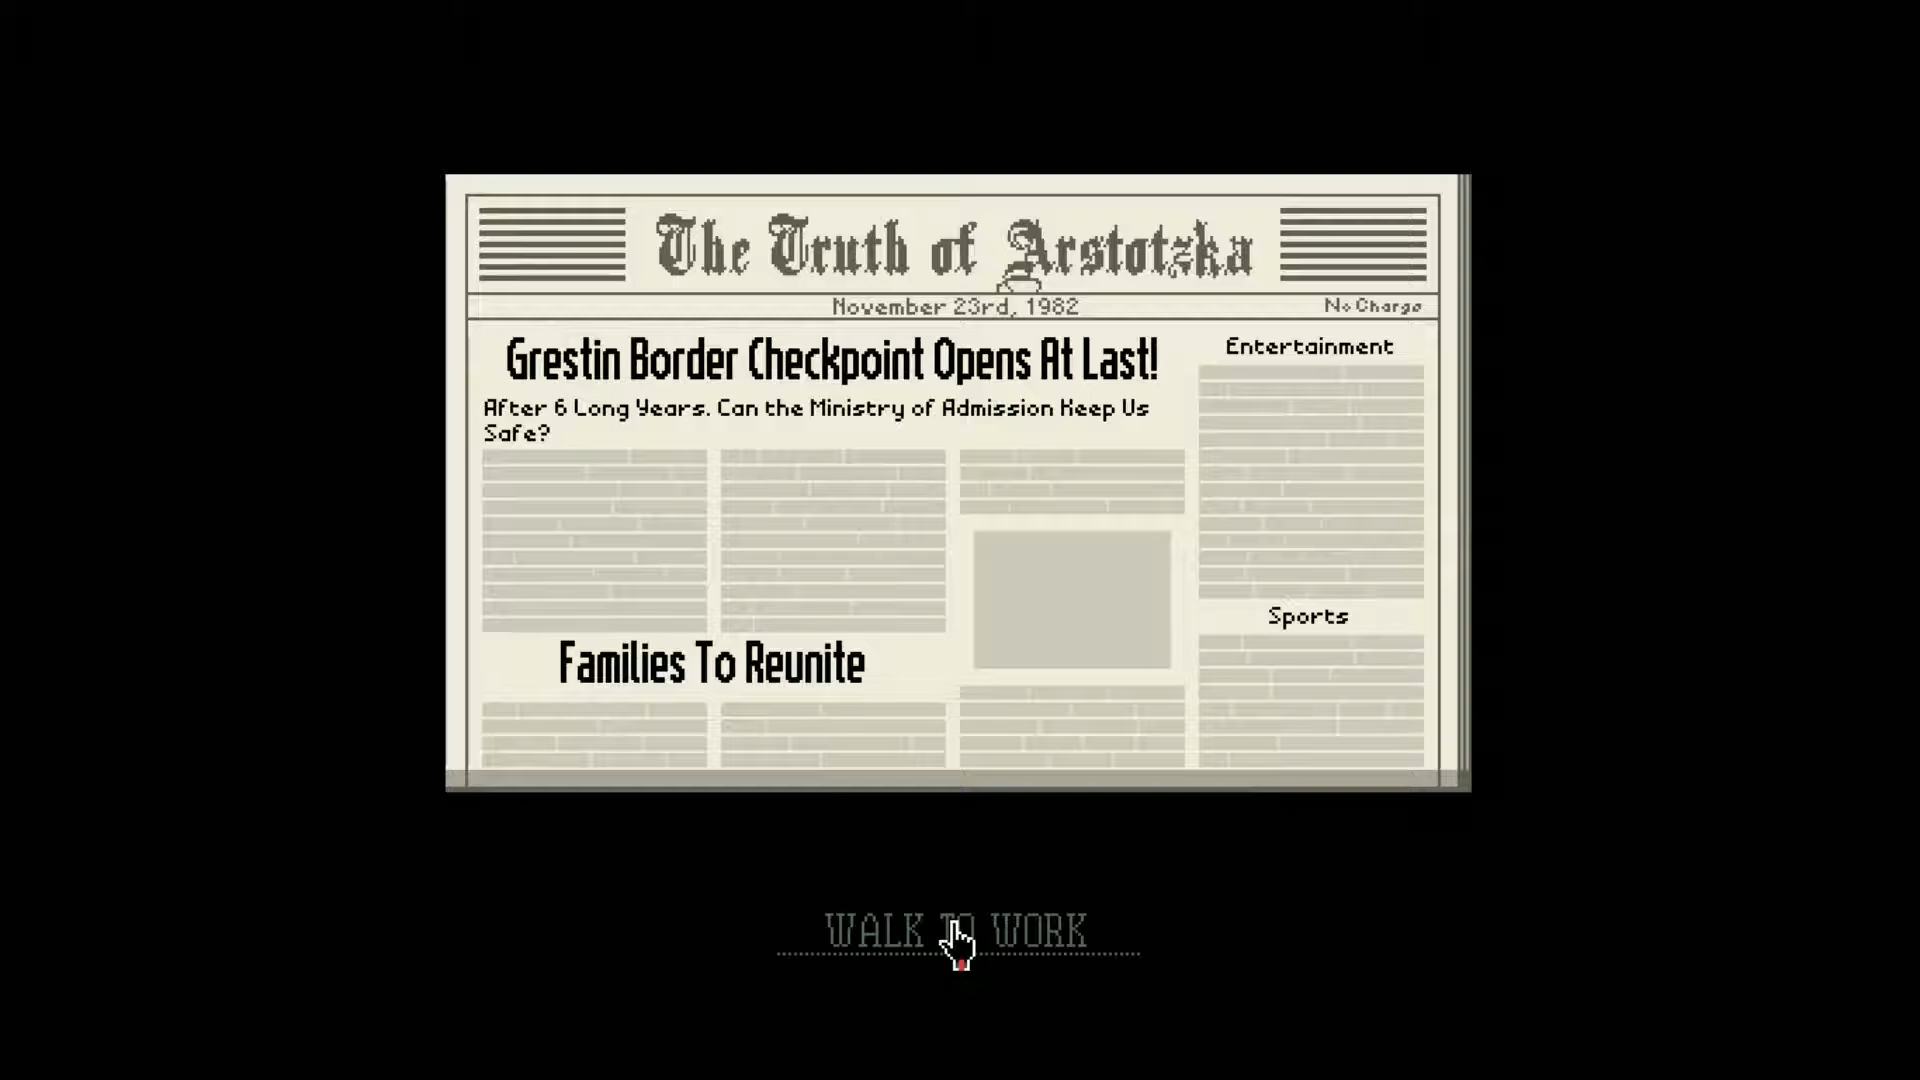 The Truth of Arstotzka
November 23rd, 1982
No Charge
Grestin Border Checkpoint Opens At Last!
After 6 Long Years. Can the Ministry of Admission Keep Us
Safe?
Families To Reunite
Entertainment
Sports
WALK TO WORK